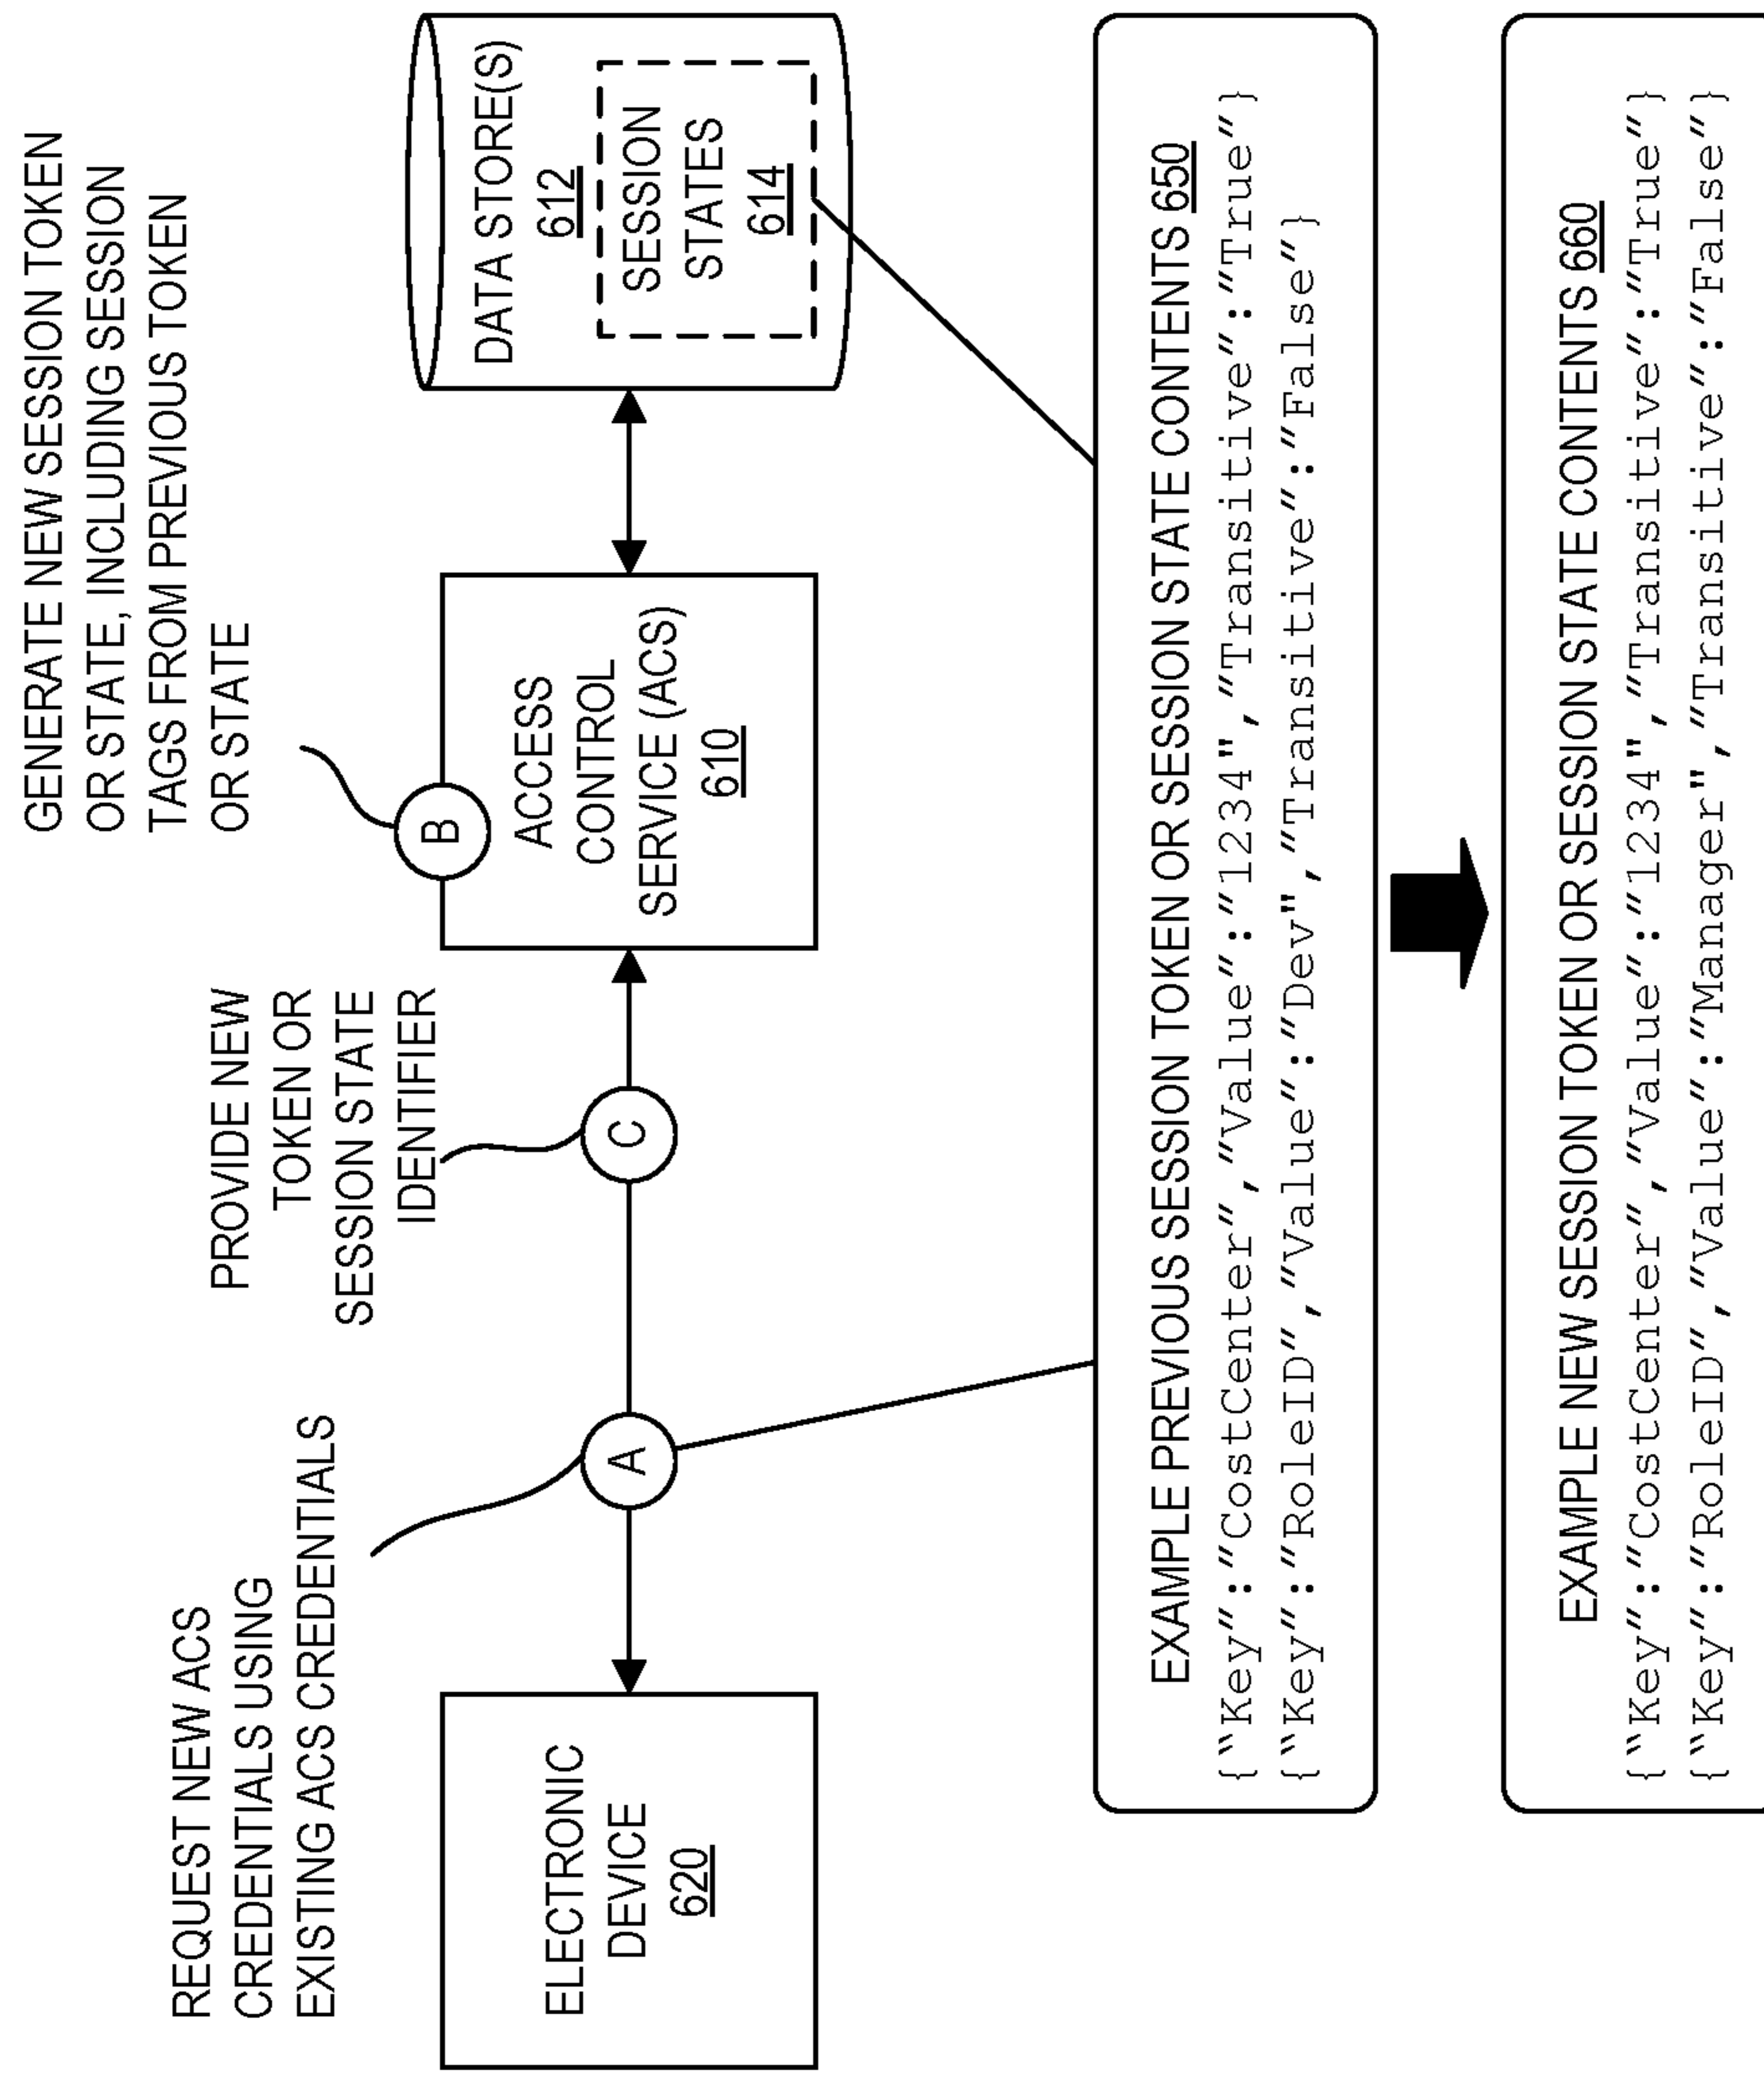 REQUEST NEW ACS
CREDENTIALS USING
EXISTING ACS CREDENTIALS
PROVIDE NEW
TOKEN OR
SESSION STATE
IDENTIFIER
GENERATE NEW SESSION TOKEN
OR STATE, INCLUDING SESSION
TAGS FROM PREVIOUS TOKEN
OR STATE
ELECTRONIC
DEVICE
620
A
C
B
ACCESS
CONTROL
SERVICE (ACS)
610
DATA STORE(S)
612
SESSION
STATES
614
EXAMPLE PREVIOUS SESSION TOKEN OR SESSION STATE CONTENTS 650
{“Key”:”CostCenter”,”Value”:”1234",”Transitive”:”True”}
{“Key”:”RoleID”,”Value”:”Dev",”Transitive”:”False”}
EXAMPLE NEW SESSION TOKEN OR SESSION STATE CONTENTS 660
{“Key”:”CostCenter”,”Value”:”1234",”Transitive”:”True”}
{“Key”:”RoleID”,”Value”:”Manager",”Transitive”:”False”}